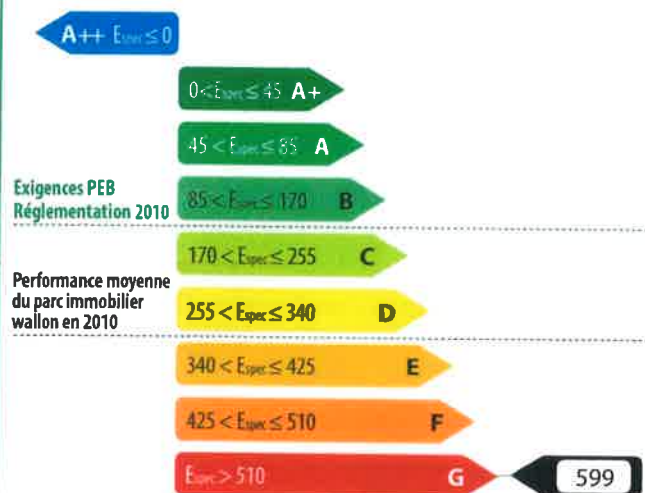 A++ Espec ≤ 0
0 < Espec ≤ 45 A+
45 < Espec ≤ 85 A
Exigences PEB
Réglementation 2010
85 < Espec ≤ 170 B
170 < Espec ≤ 255 C
Performance moyenne
du parc immobilier
wallon en 2010
255 < Espec ≤ 340 D
340 < Espec ≤ 425 E
425 < Espec ≤ 510 F
Espec > 510 G 599